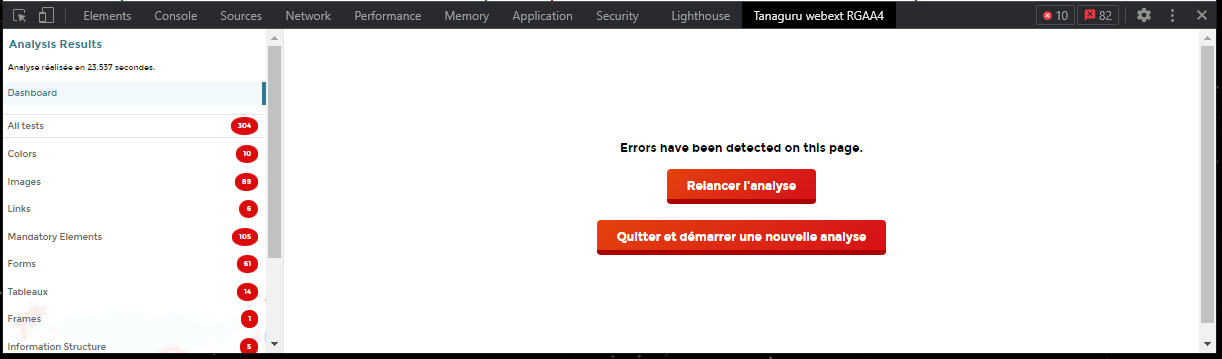 Elements Console Sources Network Performance Memory Application Security Lighthouse Tanaguru webext RGAA4 10 82
Analysis Results
Analyse réalisée en 23.537 secondes.
Dashboard
All tests 304
Colors 10
Images 89
Links 6
Mandatory Elements 105
Forms 61
Tableaux 14
Frames 1
Information Structure 5
Errors have been detected on this page.
Relancer l'analyse
Quitter et démarrer une nouvelle analyse